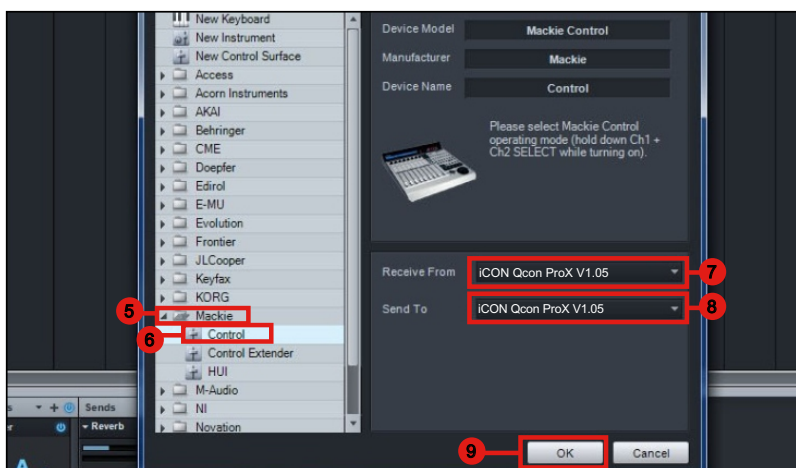 New Keyboard
New Instrument
New Control Surface
Access
Acorn Instruments
AKAI
Behringer
CME
Doepfer
Edirol
E-MU
Evolution
Frontier
JLCooper
Keyfax
KORG
5
Mackie
6
Control
Control Extender
HUI
M-Audio
NI
Novation
Device Model
Mackie Control
Manufacturer
Mackie
Device Name
Control
Please select Mackie Control
operating mode (hold down Ch1 +
Ch2 SELECT while turning on).
Receive From
iCON Qcon ProX V1.05
7
Send To
iCON Qcon ProX V1.05
8
9
OK
Cancel
Sends
Reverb